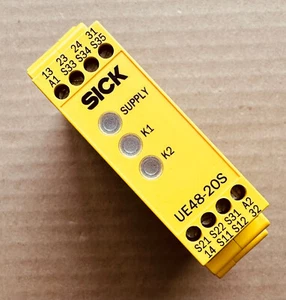 13 23 24 31
A1 S33 S34 S35
SICK
SUPPLY
K1
K2
UE48-20S
S21 S22 S31 A2
14 S11 S12 32